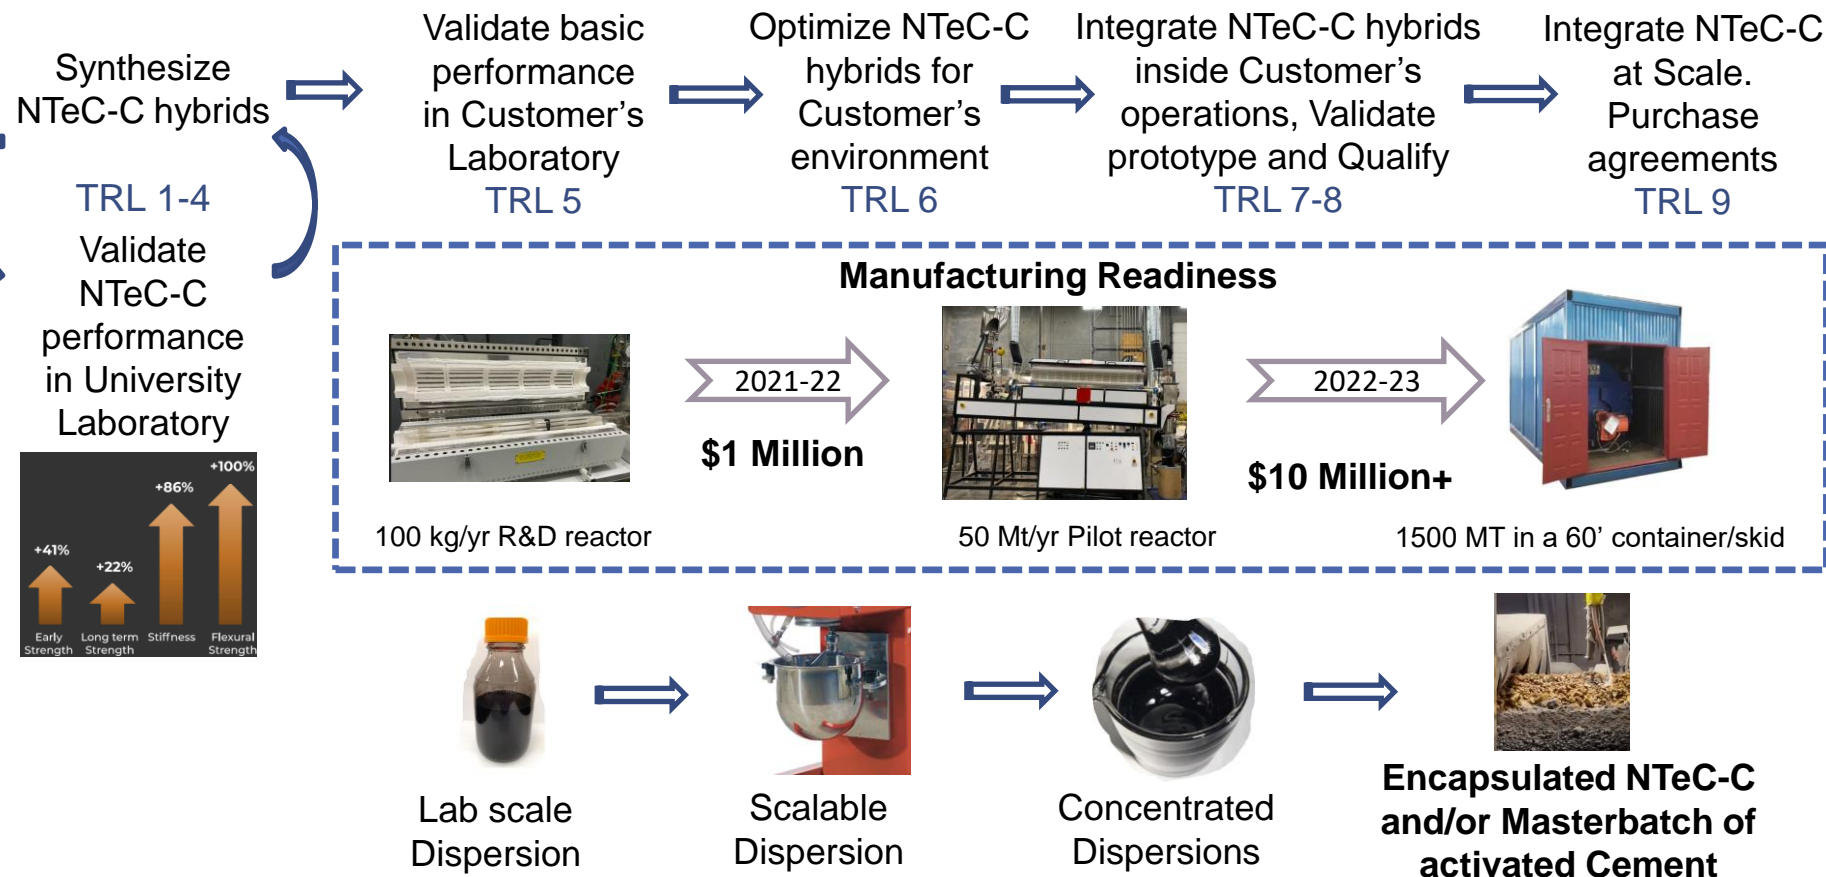 Synthesize
NTeC-C hybrids
TRL 1-4
Validate
NTeC-C
performance
in University
Laboratory
+41%
+22%
+86%
+100%
Early
Strength
Long term
Strength
Stiffness
Flexural
Strength
Validate basic
performance
in Customer's
Laboratory
TRL 5
Optimize NTeC-C
hybrids for
Customer's
environment
TRL 6
Integrate NTeC-C hybrids
inside Customer's
operations, Validate
prototype and Qualify
TRL 7-8
Integrate NTeC-C
at Scale.
Purchase
agreements
TRL 9
Manufacturing Readiness
2021-22
$1 Million
2022-23
$10 Million+
100 kg/yr R&D reactor
50 Mt/yr Pilot reactor
1500 MT in a 60' container/skid
Lab scale
Dispersion
Scalable
Dispersion
Concentrated
Dispersions
Encapsulated NTeC-C
and/or Masterbatch of
activated Cement